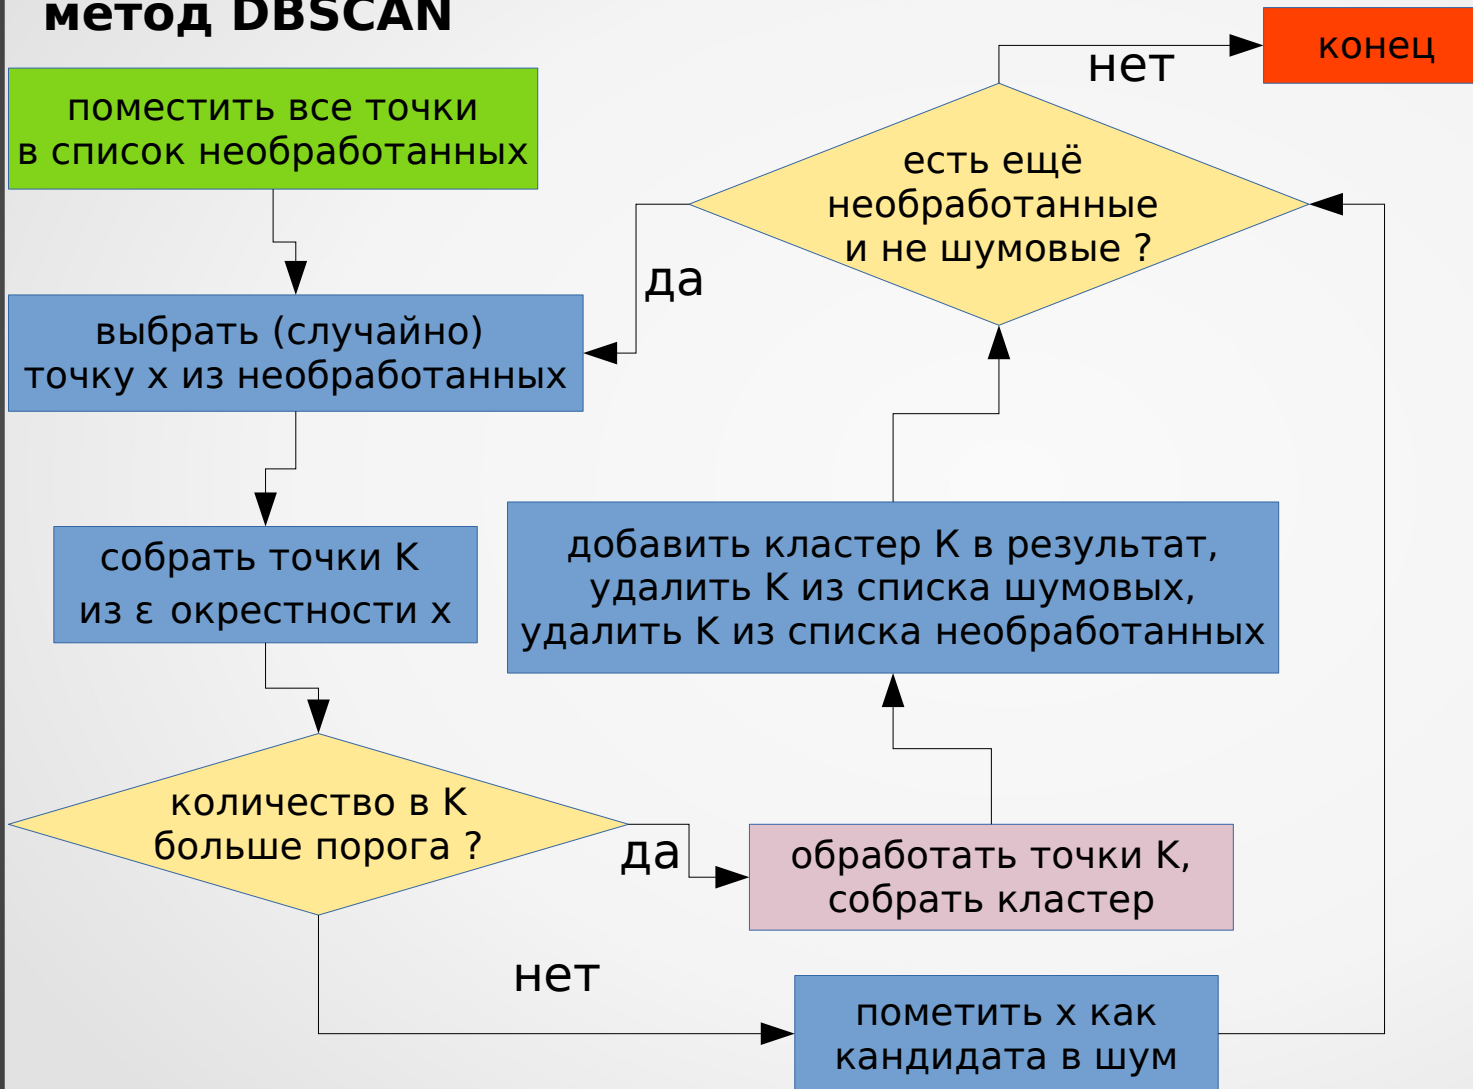 метод DBSCAN
поместить все точки
в список необработанных
выбрать (случайно)
точку x из необработанных
собрать точки K
из ε окрестности x
количество в K
больше порога ?
да
нет
обработать точки K,
собрать кластер
пометить x как
кандидата в шум
добавить кластер K в результат,
удалить K из списка шумовых,
удалить K из списка необработанных
есть ещё
необработанные
и не шумовые ?
да
нет
конец